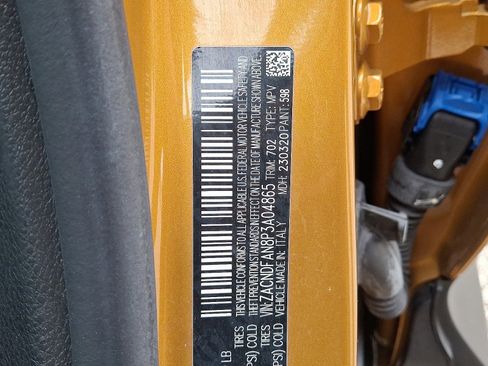 LB
TIRES THIS VEHICLE CONFORMS TO ALL APPLICABLE U.S. FEDERAL MOTOR VEHICLE SAFETY, AND
PSI) COLD THEFT PREVENTION STANDARDS IN EFFECT ON THE DATE OF MANUFACTURE SHOWN ABOVE.
TIRES VIN: ZACNDFAN8P3A04865 TRIM: 702 TYPE: MPV
PSI) COLD VEHICLE MADE IN: ITALY MDH: 230320 PAINT: 598